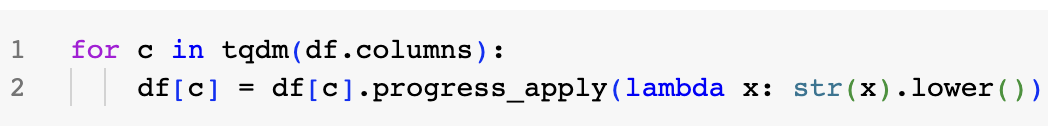 1 for c in tqdm(df.columns):
2     df[c] = df[c].progress_apply(lambda x: str(x).lower())